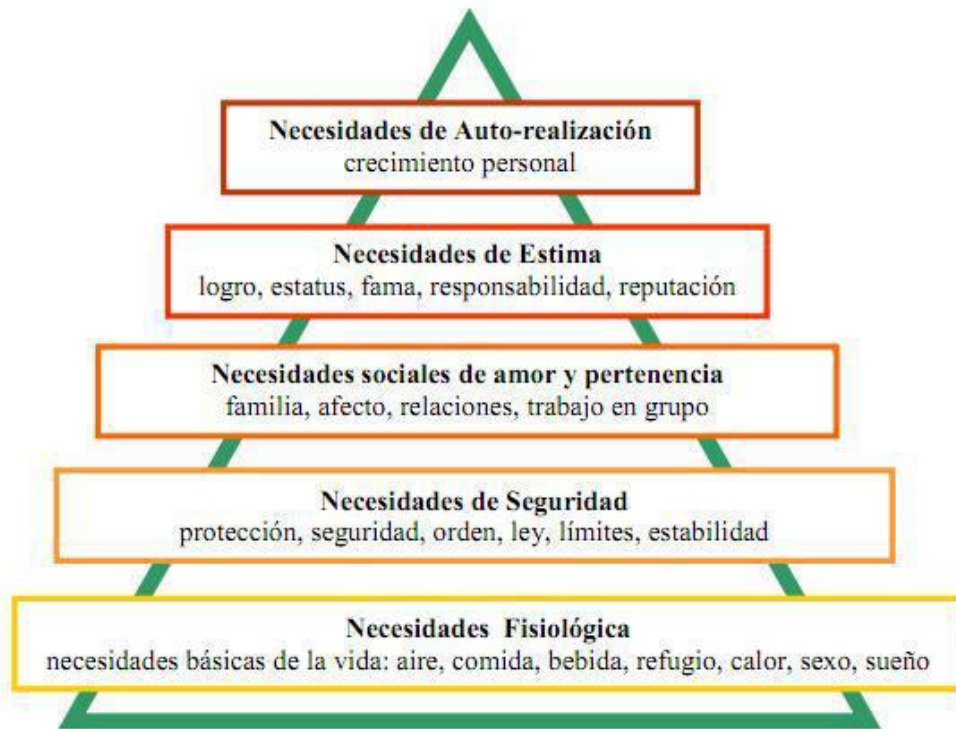 Necesidades de Auto-realización
crecimiento personal
Necesidades de Estima
logro, estatus, fama, responsabilidad, reputación
Necesidades sociales de amor y pertenencia
familia, afecto, relaciones, trabajo en grupo
Necesidades de Seguridad
protección, seguridad, orden, ley, límites, estabilidad
Necesidades Fisiológica
necesidades básicas de la vida: aire, comida, bebida, refugio, calor, sexo, sueño